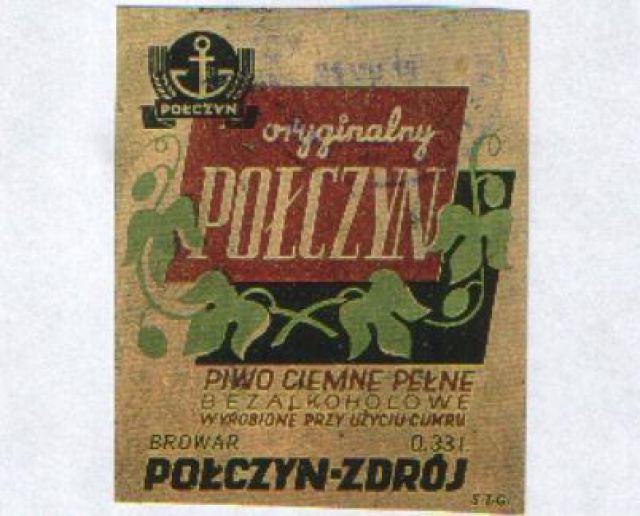 POŁCZYN
oryginalny
POŁCZYN
PIWO CIEMNE PEŁNE
BEZALKOHOLOWE
WYROBIONE PRZY UŻYCIU CUKRU
BROWAR 0,33 l.
POŁCZYN-ZDRÓJ
S.Z.G.